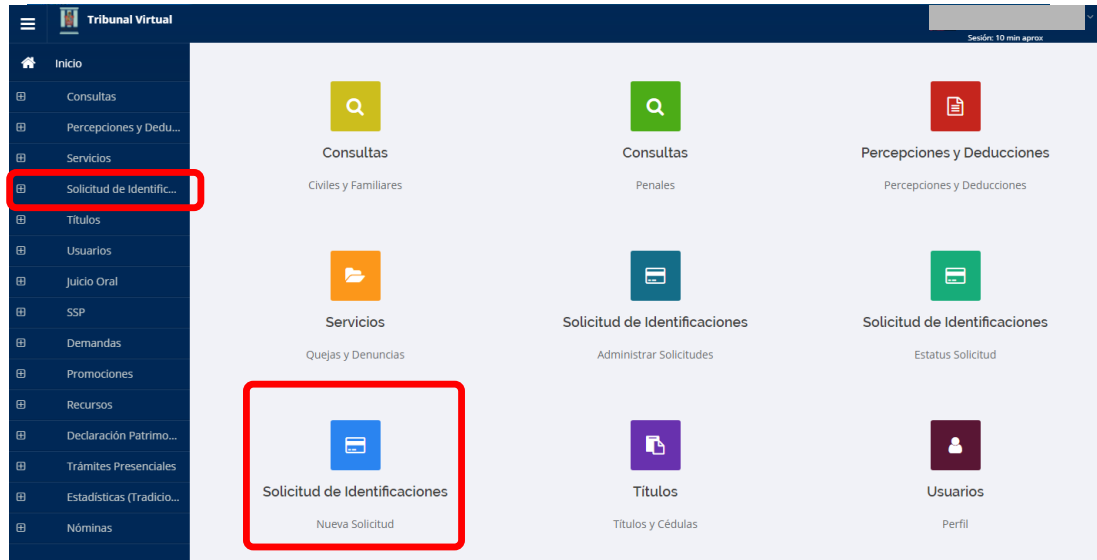 Tribunal Virtual
Sesión: 10 min aprox
Inicio
Consultas
Percepciones y Dedu...
Servicios
Solicitud de Identific...
Títulos
Usuarios
Juicio Oral
SSP
Demandas
Promociones
Recursos
Declaración Patrimo...
Trámites Presenciales
Estadísticas (Tradicio...
Nóminas
Consultas
Civiles y Familiares
Consultas
Penales
Percepciones y Deducciones
Percepciones y Deducciones
Servicios
Quejas y Denuncias
Solicitud de Identificaciones
Administrar Solicitudes
Solicitud de Identificaciones
Estatus Solicitud
Solicitud de Identificaciones
Nueva Solicitud
Títulos
Títulos y Cédulas
Usuarios
Perfil